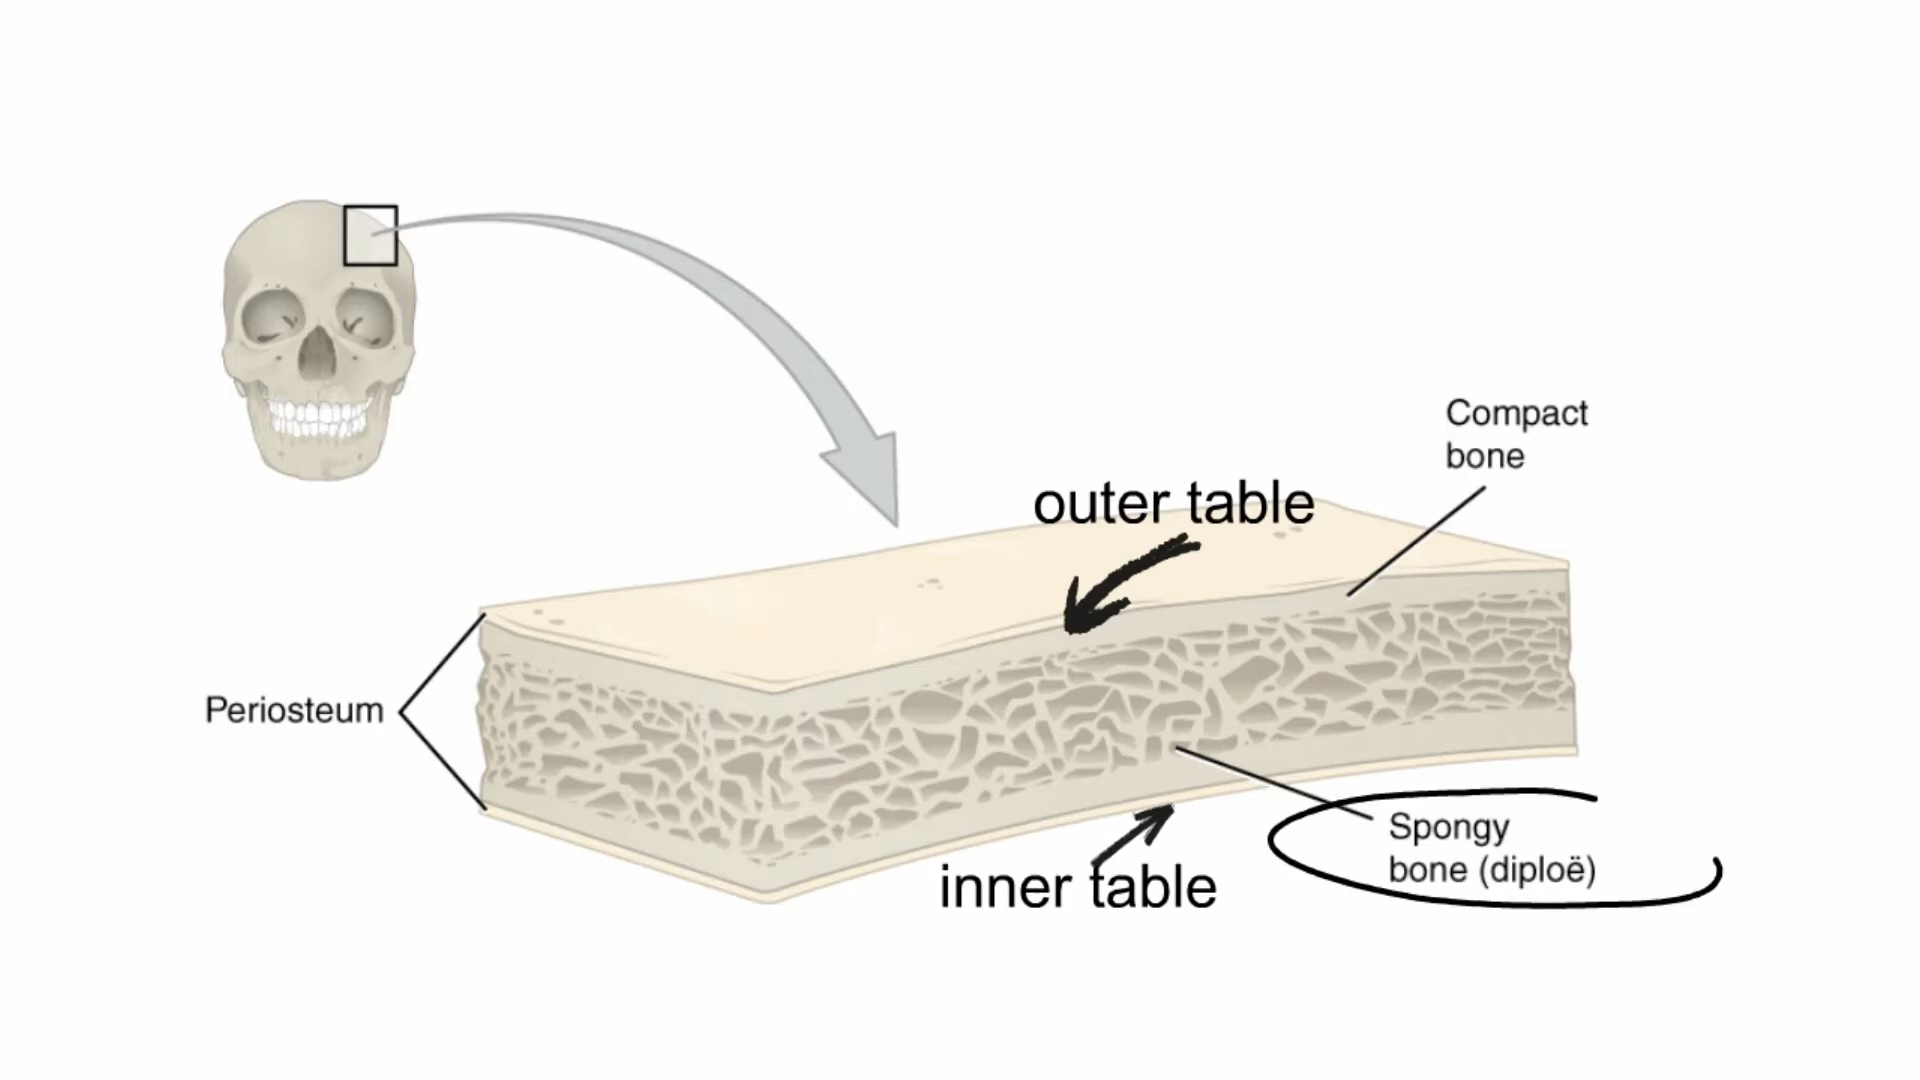 Compact
bone
outer table
Periosteum
Spongy
bone (diploë)
inner table